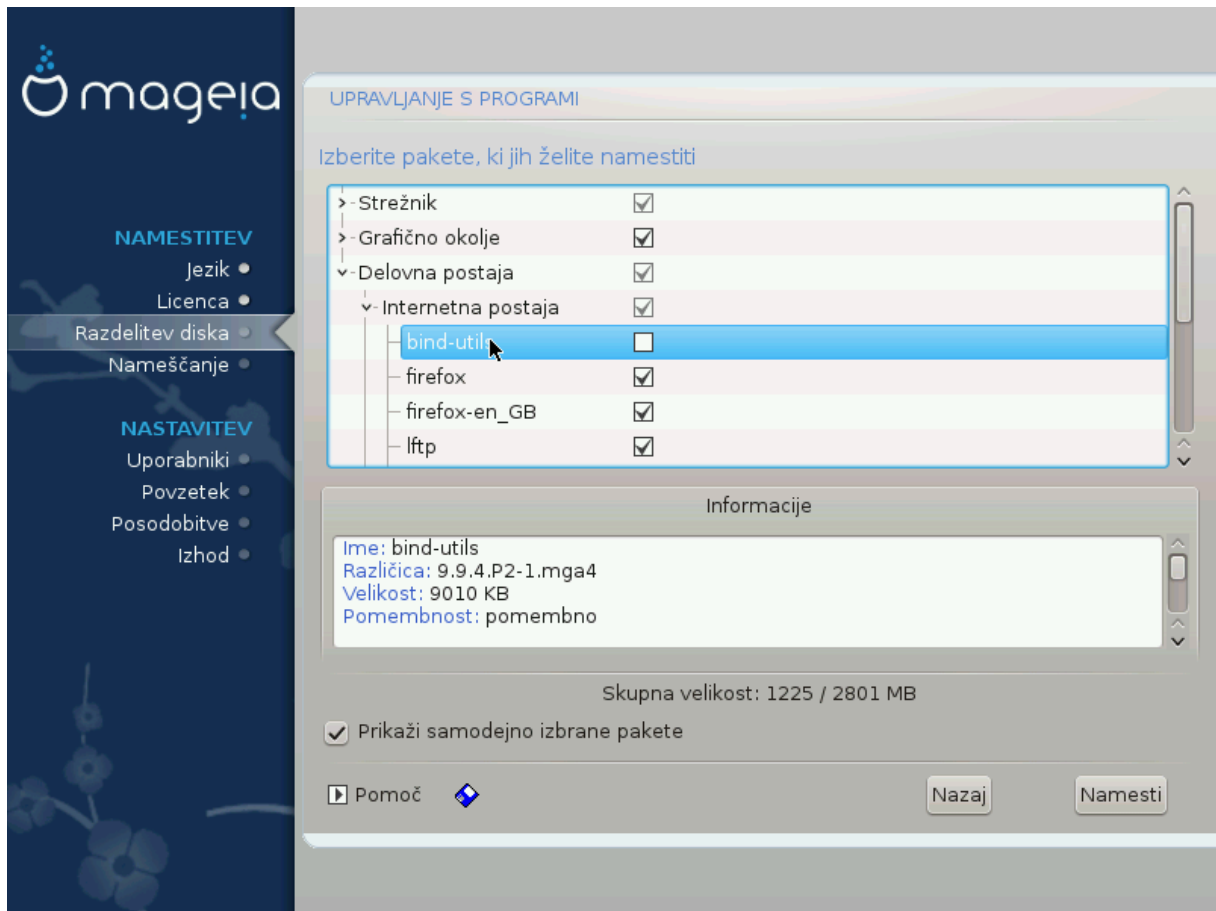 mageia
NAMESTITEV
Jezik
Licenca
Razdelitev diska
Nameščanje
NASTAVITEV
Uporabniki
Povzetek
Posodobitve
Izhod
UPRAVLJANJE S PROGRAMI
Izberite pakete, ki jih želite namestiti
Strežnik
Grafično okolje
Delovna postaja
Internetna postaja
bind-utils
firefox
firefox-en_GB
lftp
Informacije
Ime: bind-utils
Različica: 9.9.4.P2-1.mga4
Velikost: 9010 KB
Pomembnost: pomembno
Skupna velikost: 1225 / 2801 MB
Prikaži samodejno izbrane pakete
Pomoč
Nazaj
Namesti